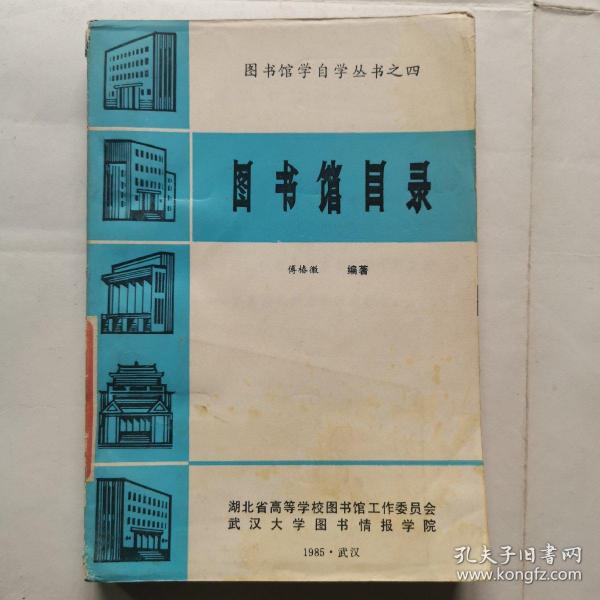 图书馆学自学丛书之四
图书馆目录
傅椿徽 编著
湖北省高等学校图书馆工作委员会
武汉大学图书情报学院
1985·武汉
孔夫子旧书网
www.kongfz.com